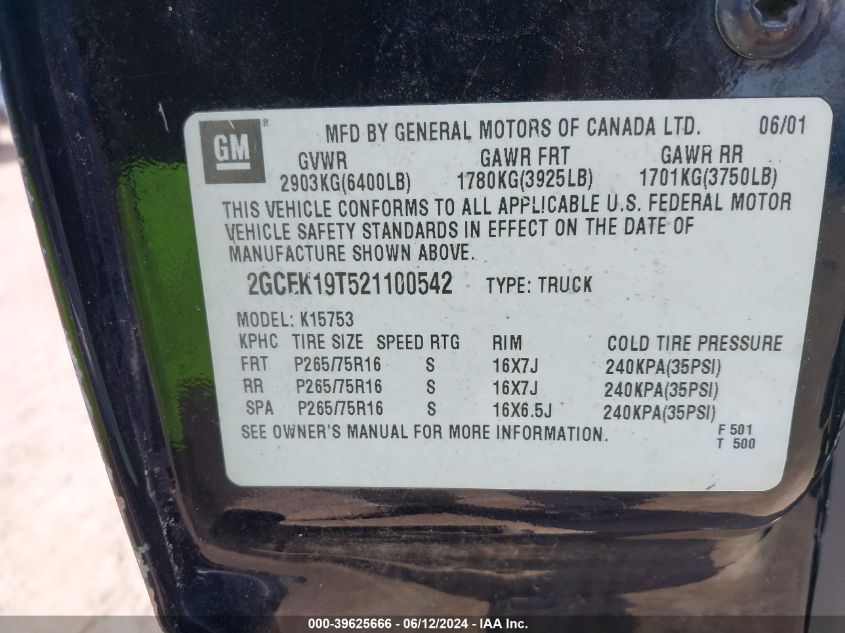 GM ® MFD BY GENERAL MOTORS OF CANADA LTD. 06/01
GVWR GAWR FRT GAWR RR
2903KG(6400LB) 1780KG(3925LB) 1701KG(3750LB)
THIS VEHICLE CONFORMS TO ALL APPLICABLE U.S. FEDERAL MOTOR
VEHICLE SAFETY STANDARDS IN EFFECT ON THE DATE OF
MANUFACTURE SHOWN ABOVE.
2GCEK19T521100542 TYPE: TRUCK
MODEL: K15753
KPHC TIRE SIZE SPEED RTG RIM COLD TIRE PRESSURE
FRT P265/75R16 S 16X7J 240KPA(35PSI)
RR P265/75R16 S 16X7J 240KPA(35PSI)
SPA P265/75R16 S 16X6.5J 240KPA(35PSI)
SEE OWNER'S MANUAL FOR MORE INFORMATION. F 501
T 500
000-39625666 - 06/12/2024 - IAA Inc.